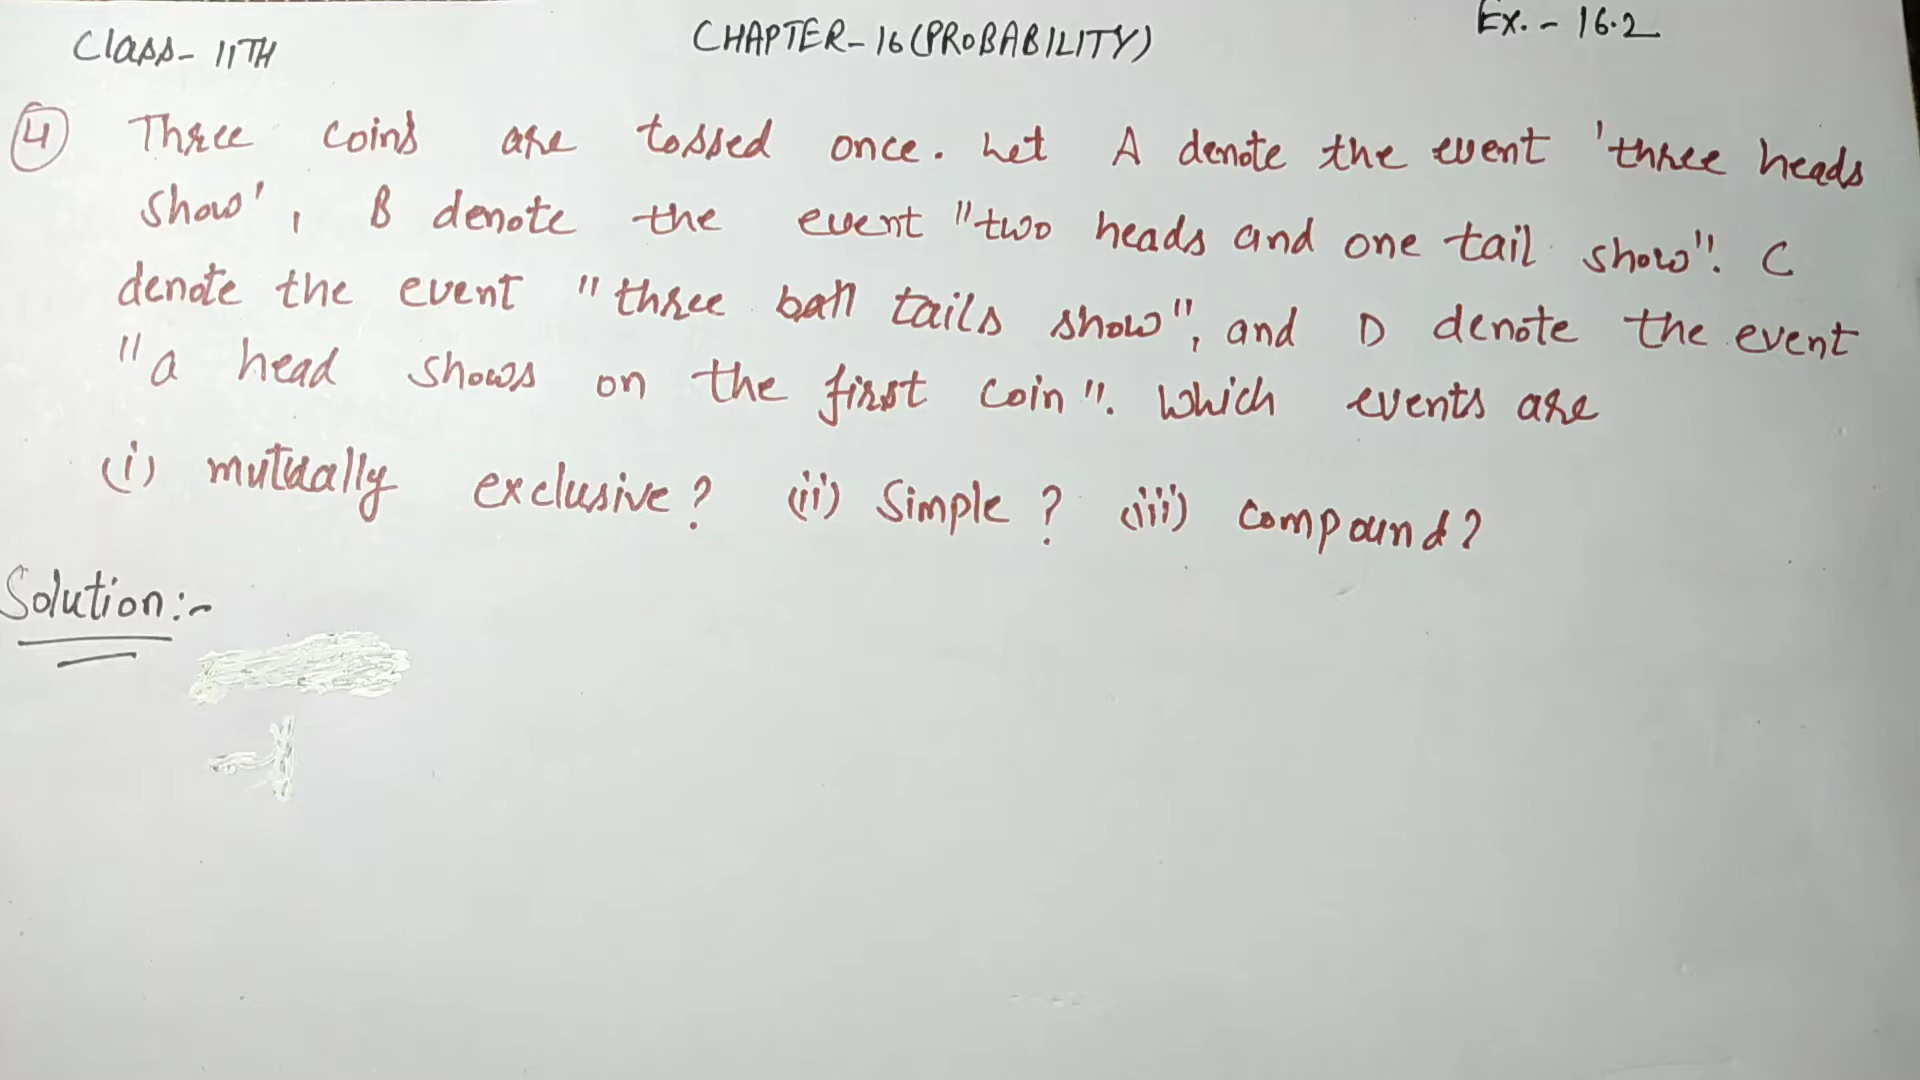 Class- 11TH
CHAPTER-16(PROBABILITY)
Ex. - 16.2
4 Three coins are tossed once. Let A denote the event 'three heads
show', B denote the event "two heads and one tail show". C
denote the event "three tails show", and D denote the event
"a head shows on the first coin". Which events are
(i) mutually exclusive? (ii) Simple? (iii) compound?
Solution:-